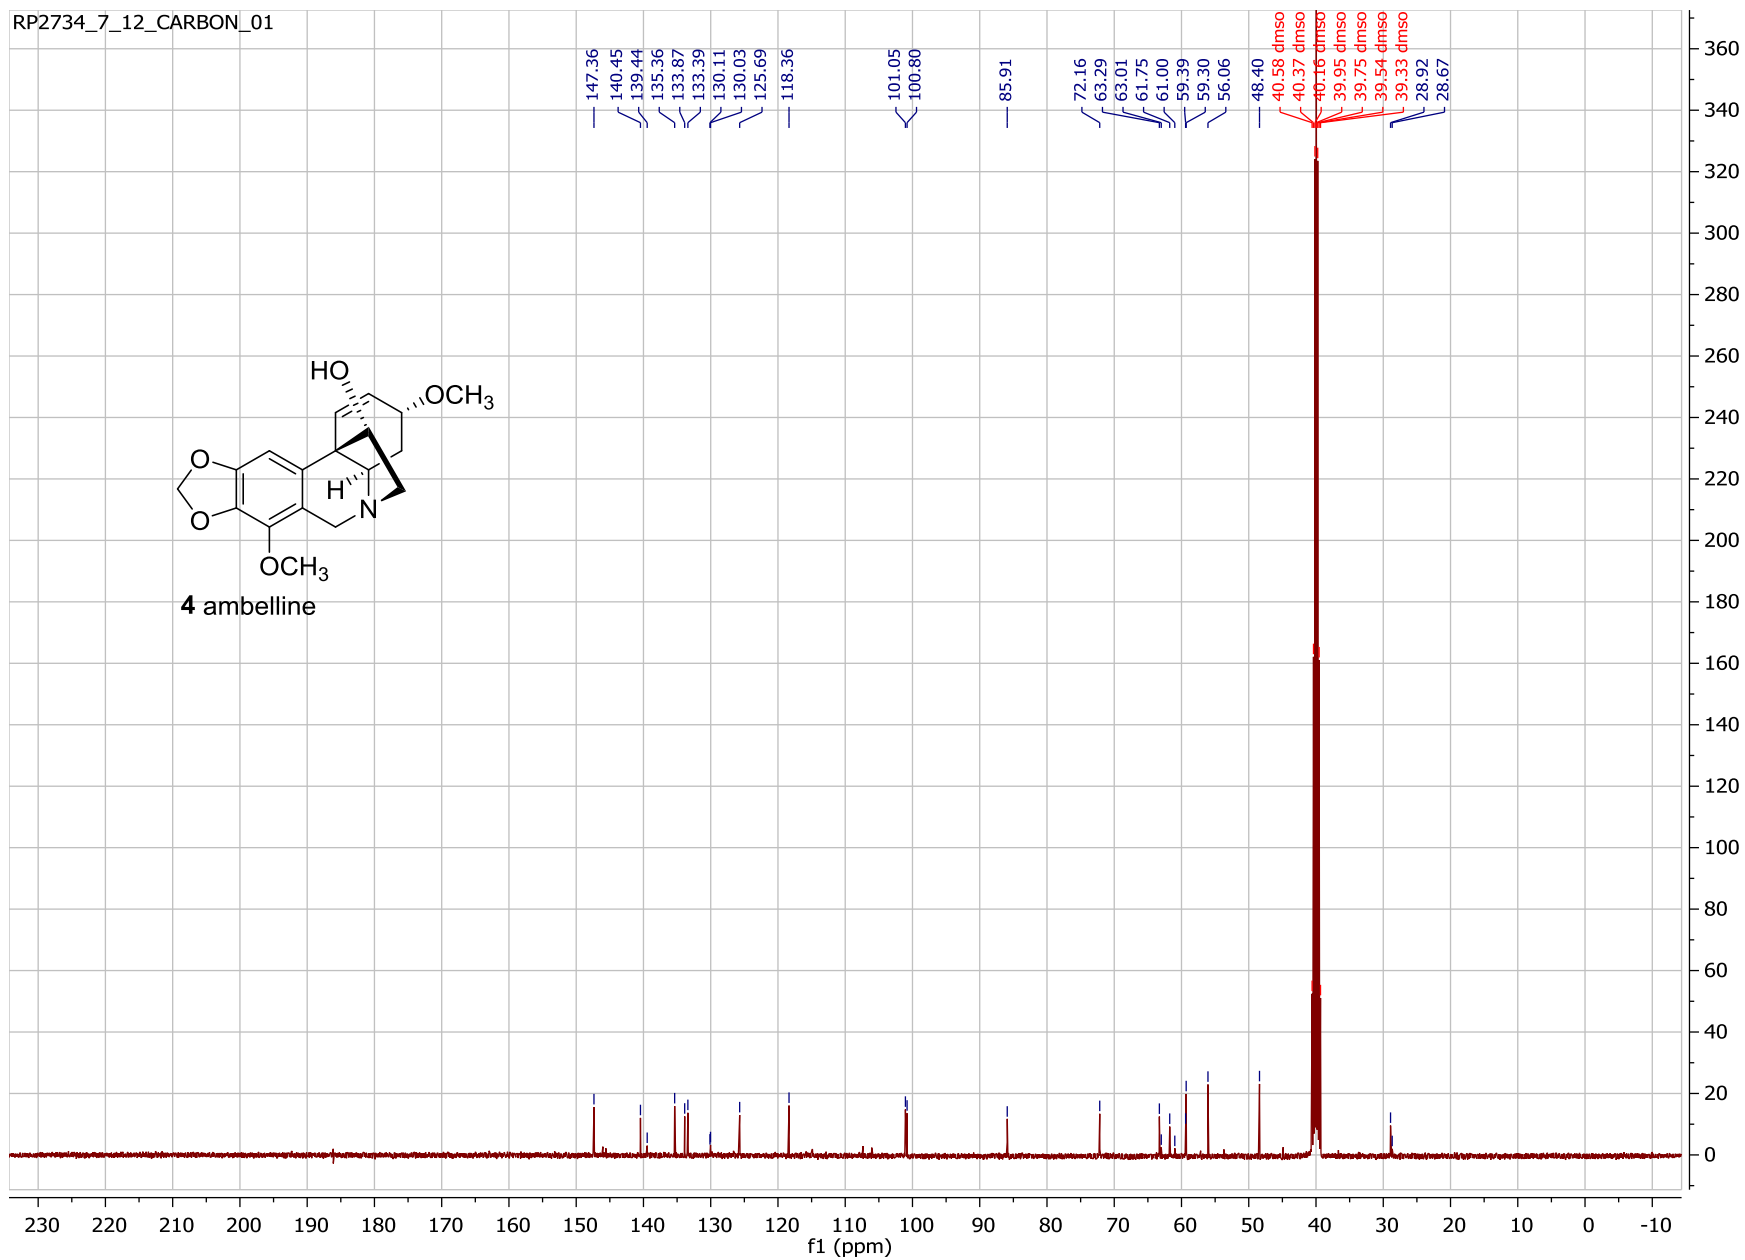 RP2734_7_12_CARBON_01
147.36
140.45
139.44
135.36
133.87
133.39
130.11
130.03
125.69
118.36
101.05
100.80
85.91
72.16
63.29
63.01
61.75
61.00
59.39
59.30
56.06
48.40
40.58 dmso
40.37 dmso
40.16 dmso
39.95 dmso
39.75 dmso
39.54 dmso
39.33 dmso
28.92
28.67
360
340
320
300
280
260
240
220
200
180
160
140
120
100
80
60
40
20
0
HO
OCH3
O
H
N
O
OCH3
4 ambelline
230 220 210 200 190 180 170 160 150 140 130 120 110 100 90 80 70 60 50 40 30 20 10 0 -10
f1 (ppm)